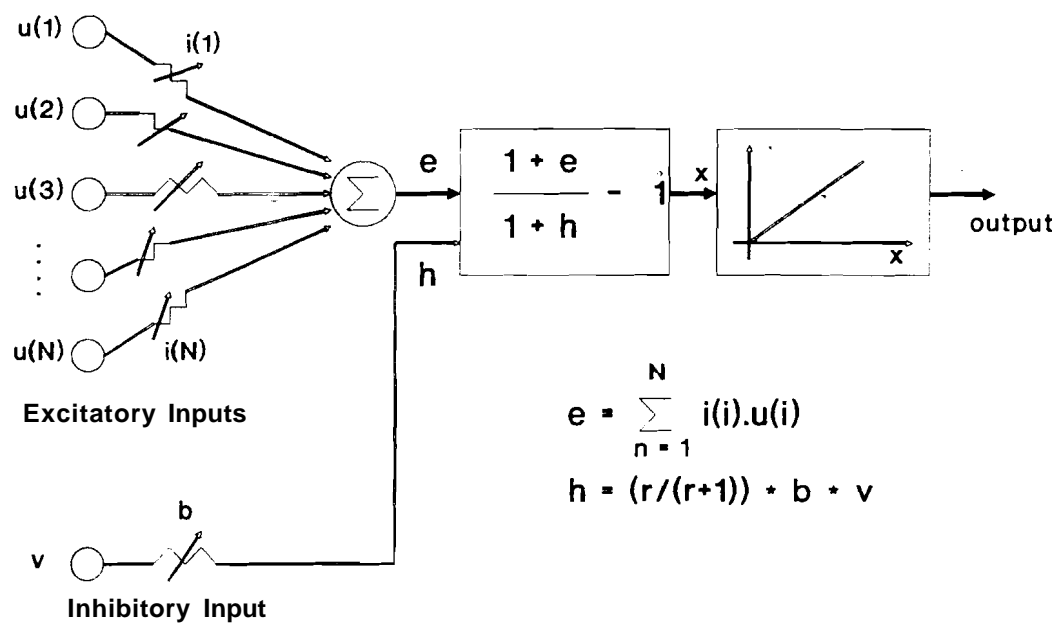 u(1)
i(1)
u(2)
u(3)
. . . .
u(N)
i(N)
Excitatory Inputs
Σ
e
h
1 + e
1 + h
- 1
x
x
output
N
e = Σ i(i).u(i)
n = 1
h = (r/(r+1)) * b * v
b
v
Inhibitory Input